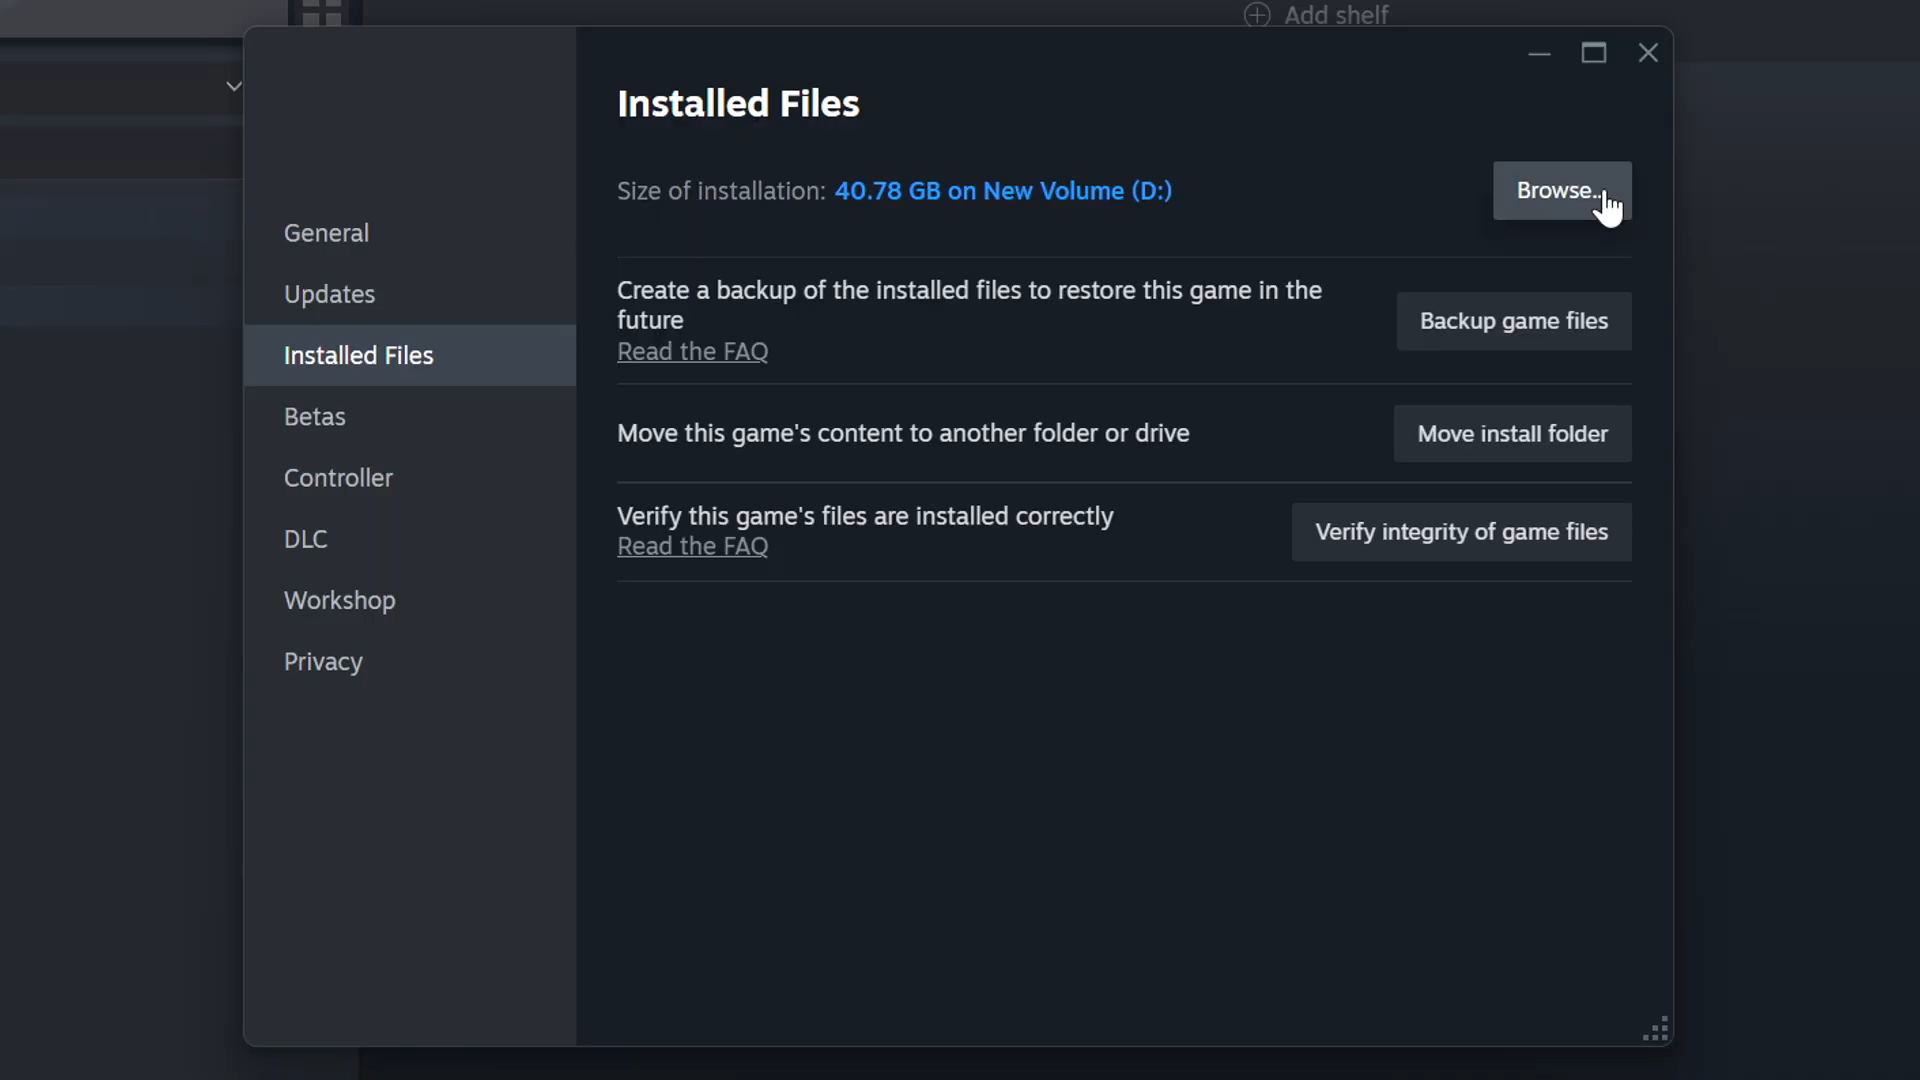 Add shelf
Installed Files
Size of installation: 40.78 GB on New Volume (D:)
Browse...
General
Updates
Installed Files
Betas
Controller
DLC
Workshop
Privacy
Create a backup of the installed files to restore this game in the
future
Read the FAQ
Backup game files
Move this game's content to another folder or drive
Move install folder
Verify this game's files are installed correctly
Read the FAQ
Verify integrity of game files